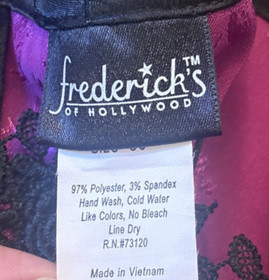 frederick's™
OF HOLLYWOOD
97% Polyester, 3% Spandex
Hand Wash, Cold Water
Like Colors, No Bleach
Line Dry
R.N.#73120
Made in Vietnam